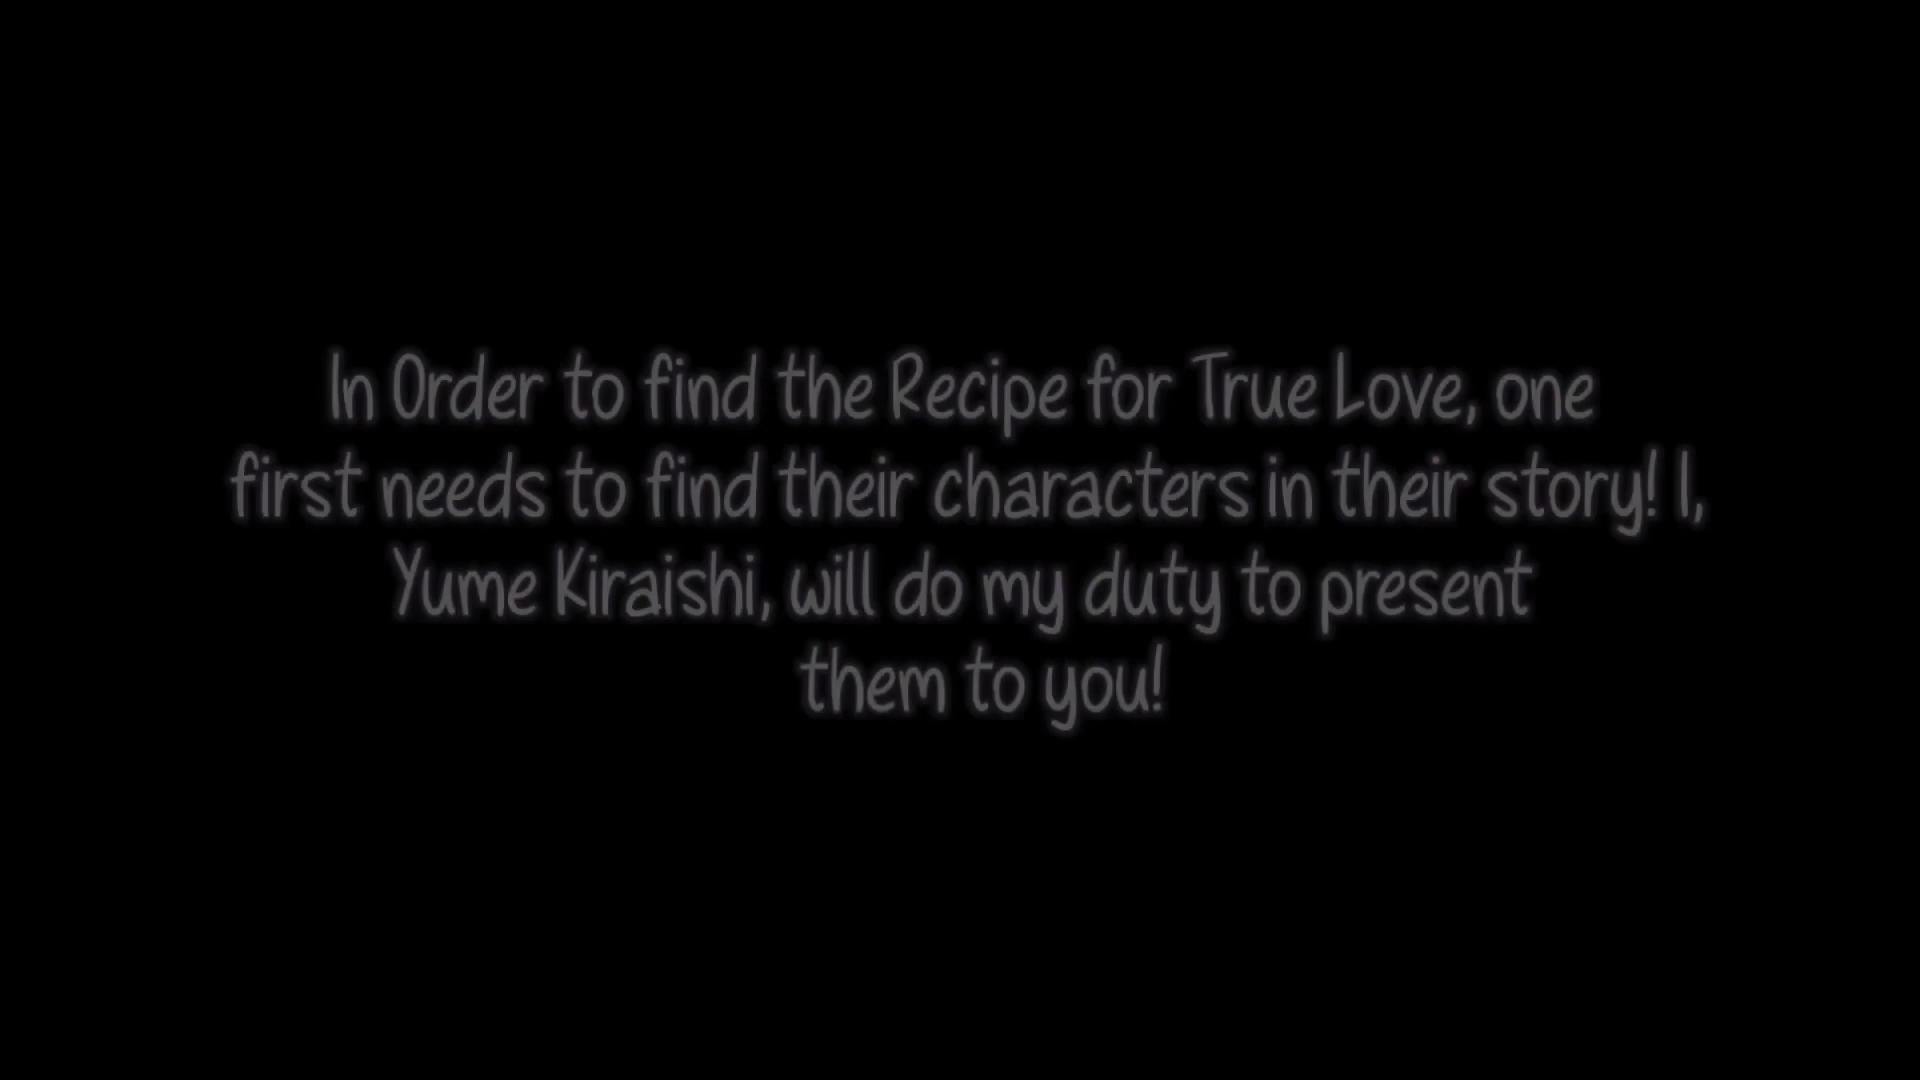 In Order to find the Recipe for True Love, one
first needs to find their characters in their story! I,
Yume Kiraishi, will do my duty to present
them to you!